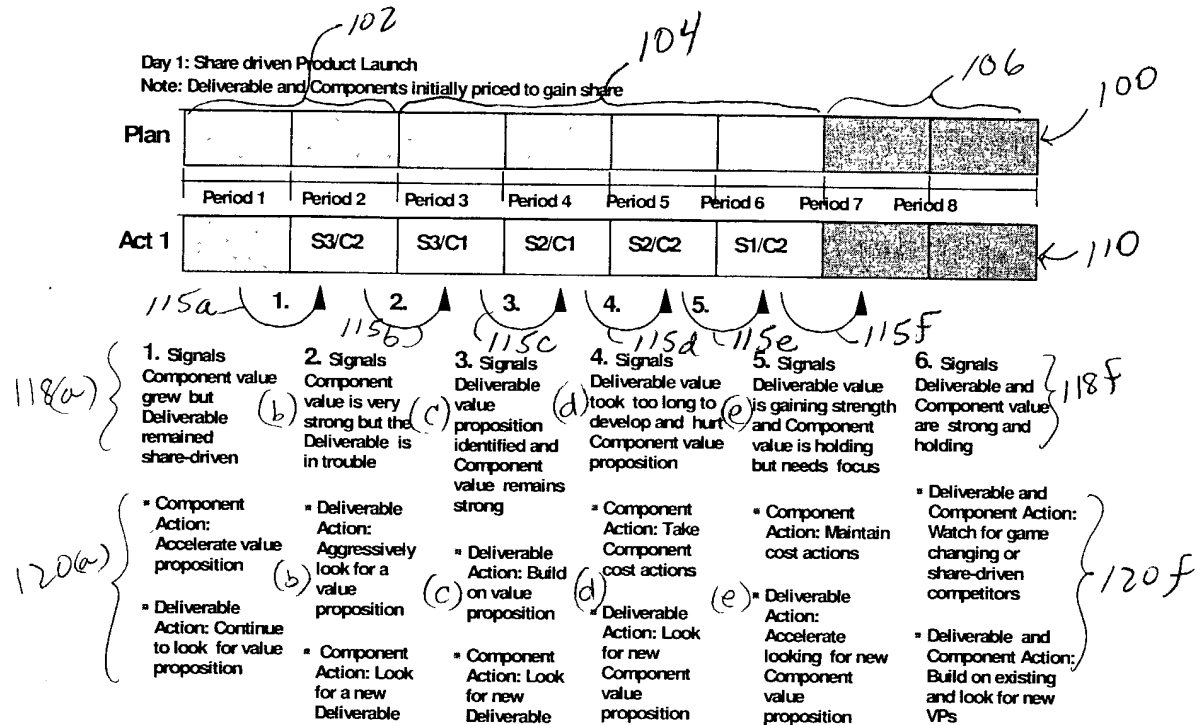 102
104
106
100
Day 1: Share driven Product Launch
Note: Deliverable and Components initially priced to gain share
Plan
Period 1 Period 2 Period 3 Period 4 Period 5 Period 6 Period 7 Period 8
Act 1 S3/C2 S3/C1 S2/C1 S2/C2 S1/C2
110
1. 2. 3. 4. 5.
115a 115b 115c 115d 115e 115f
118(a)
1. Signals
Component value
grew but
Deliverable
remained
share-driven
(b)
2. Signals
Component
value is very
strong but the
Deliverable is
in trouble
(c)
3. Signals
Deliverable
value
proposition
identified and
Component
value remains
strong
(d)
4. Signals
Deliverable value
took too long to
develop and hurt
Component value
proposition
(e)
5. Signals
Deliverable value
is gaining strength
and Component
value is holding
but needs focus
6. Signals
Deliverable and
Component value
are strong and
holding
118f
120(a)
▪ Component
Action:
Accelerate value
proposition
▪ Deliverable
Action: Continue
to look for value
proposition
(b)
▪ Deliverable
Action:
Aggressively
look for a
value
proposition
▪ Component
Action: Look
for a new
Deliverable
(c)
▪ Deliverable
Action: Build
on value
proposition
▪ Component
Action: Look
for new
Deliverable
(d)
▪ Component
Action: Take
Component
cost actions
▪ Deliverable
Action: Look
for new
Component
value
proposition
(e)
▪ Component
Action: Maintain
cost actions
▪ Deliverable
Action:
Accelerate
looking for new
Component
value
proposition
▪ Deliverable and
Component Action:
Watch for game
changing or
share-driven
competitors
▪ Deliverable and
Component Action:
Build on existing
and look for new
VPs
120f